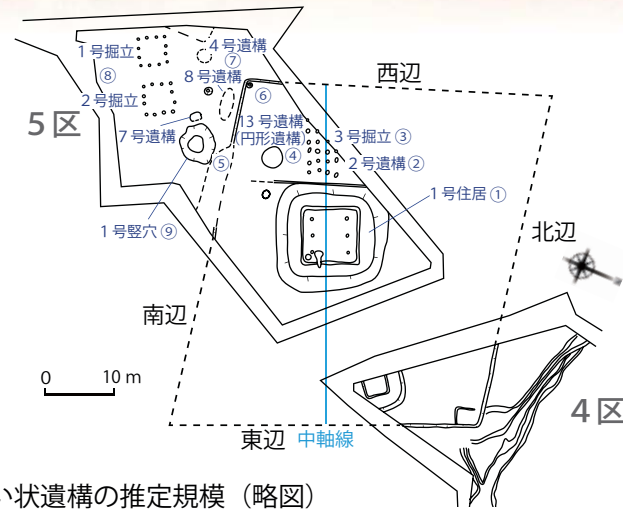 1号掘立
⑧
2号掘立
5区
4号遺構
⑦
8号遺構
⑥
西辺
13号遺構
(円形遺構)
④
3号掘立③
2号遺構②
7号遺構
⑤
1号竪穴⑨
1号住居①
北辺
南辺
0 10 m
4区
東辺
中軸線
い状遺構の推定規模（略図）